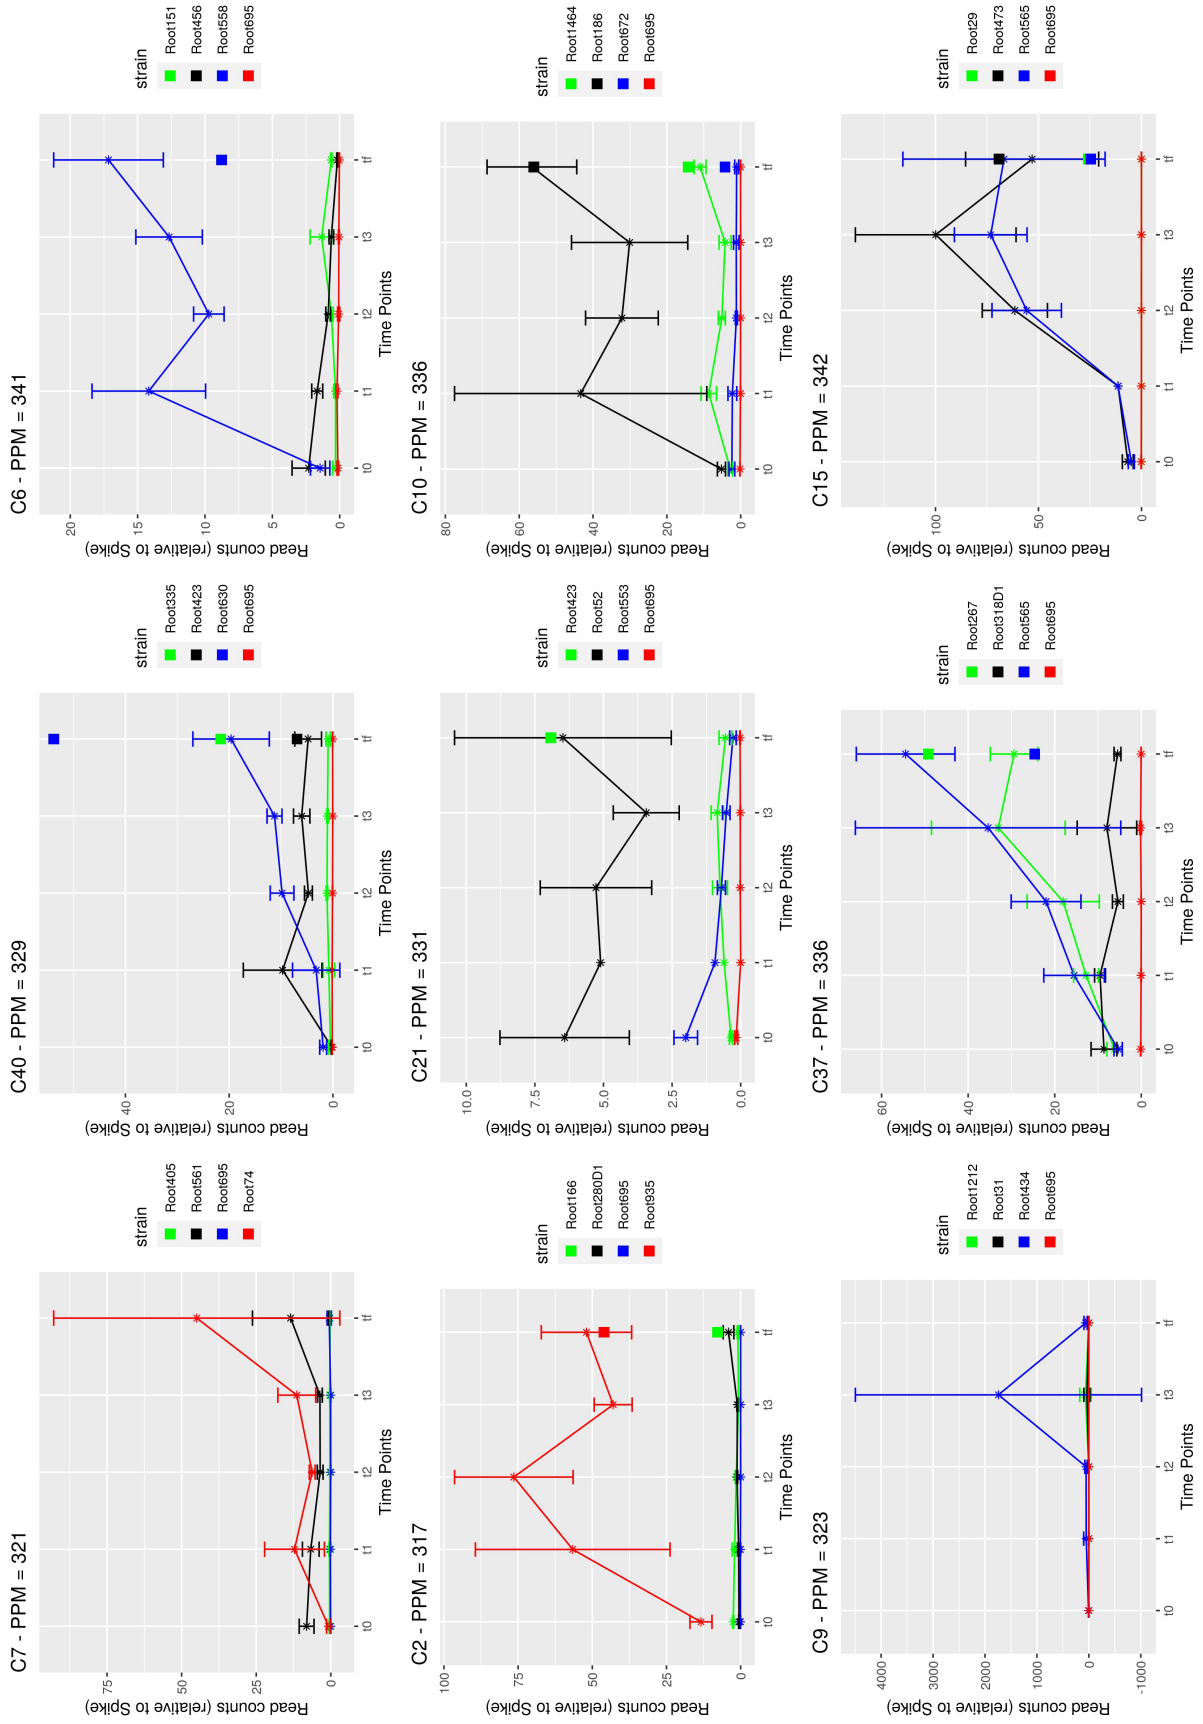 C7 - PPM = 321
Read counts (relative to Spike)
75
50
25
0
t0 t1 t2 t3 tf
Time Points
strain
Root405
Root561
Root695
Root74
C40 - PPM = 329
Read counts (relative to Spike)
40
20
0
t0 t1 t2 t3 tf
Time Points
strain
Root335
Root423
Root630
Root695
C6 - PPM = 341
Read counts (relative to Spike)
20
15
10
5
0
t0 t1 t2 t3 tf
Time Points
strain
Root151
Root456
Root558
Root695
C2 - PPM = 317
Read counts (relative to Spike)
100
75
50
25
0
t0 t1 t2 t3 tf
Time Points
strain
Root166
Root280D1
Root695
Root935
C21 - PPM = 331
Read counts (relative to Spike)
10.0
7.5
5.0
2.5
0.0
t0 t1 t2 t3 tf
Time Points
strain
Root423
Root52
Root553
Root695
C10 - PPM = 336
Read counts (relative to Spike)
80
60
40
20
0
t0 t1 t2 t3 tf
Time Points
strain
Root1464
Root186
Root672
Root695
C9 - PPM = 323
Read counts (relative to Spike)
4000
3000
2000
1000
0
-1000
t0 t1 t2 t3 tf
Time Points
strain
Root1212
Root31
Root434
Root695
C37 - PPM = 336
Read counts (relative to Spike)
60
40
20
0
t0 t1 t2 t3 tf
Time Points
strain
Root267
Root318D1
Root565
Root695
C15 - PPM = 342
Read counts (relative to Spike)
100
50
0
t0 t1 t2 t3 tf
Time Points
strain
Root29
Root473
Root565
Root695